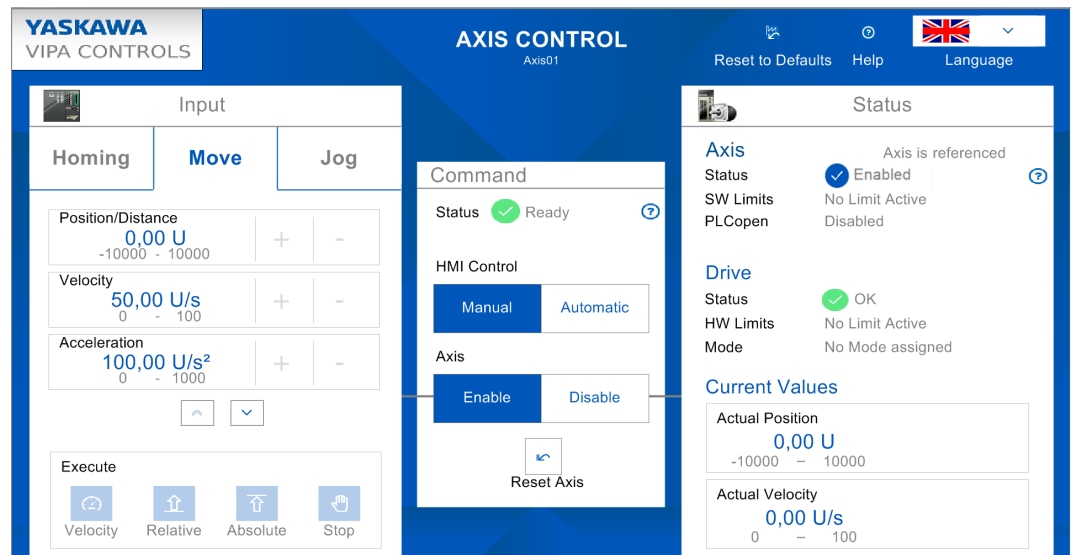 YASKAWA
VIPA CONTROLS
AXIS CONTROL
Axis01
Reset to Defaults
Help
Language
Input
Homing
Move
Jog
Position/Distance
0,00 U
-10000 - 10000
+ -
Velocity
50,00 U/s
0 - 100
+ -
Acceleration
100,00 U/s²
0 - 1000
+ -
Execute
Velocity
Relative
Absolute
Stop
Command
Status Ready
HMI Control
Manual
Automatic
Axis
Enable
Disable
Reset Axis
Status
Axis
Axis is referenced
Status Enabled
SW Limits No Limit Active
PLCopen Disabled
Drive
Status OK
HW Limits No Limit Active
Mode No Mode assigned
Current Values
Actual Position
0,00 U
-10000 – 10000
Actual Velocity
0,00 U/s
0 – 100